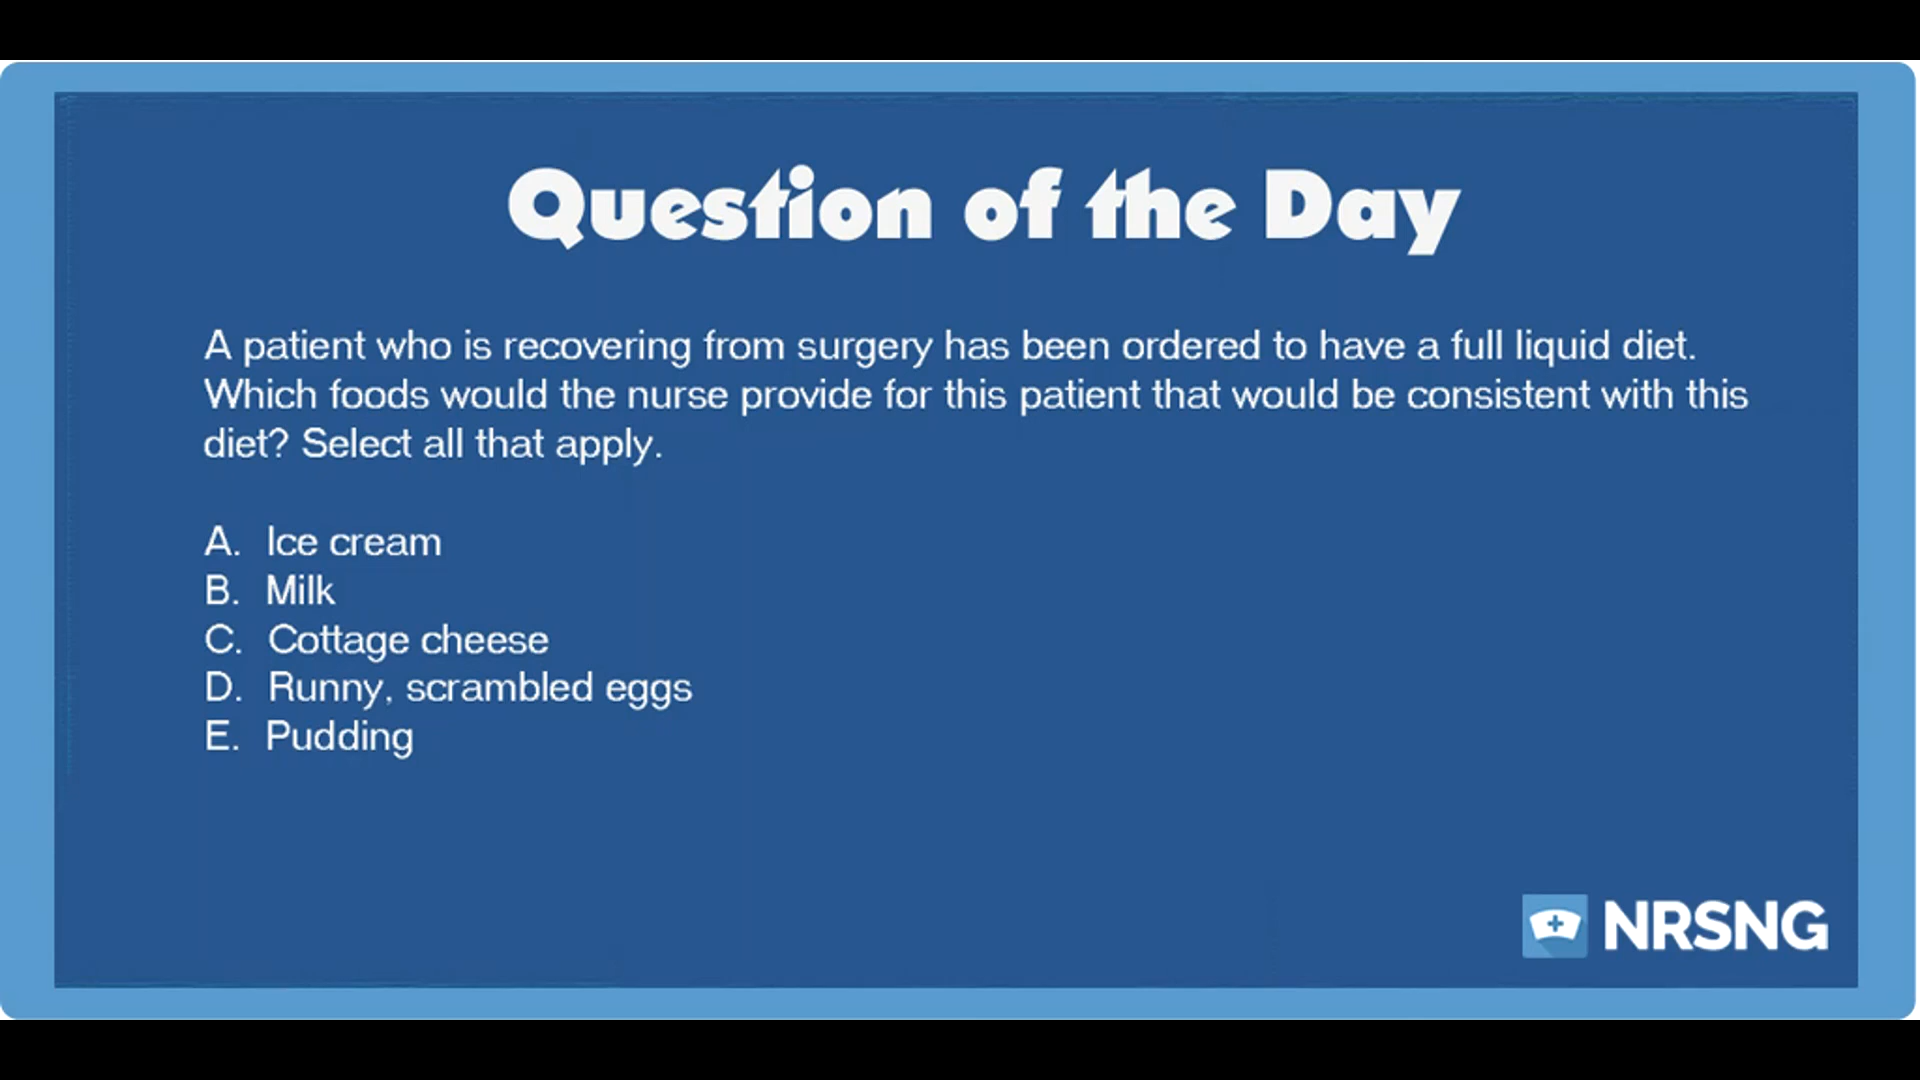 Question of the Day
A patient who is recovering from surgery has been ordered to have a full liquid diet.
Which foods would the nurse provide for this patient that would be consistent with this
diet? Select all that apply.
A. Ice cream
B. Milk
C. Cottage cheese
D. Runny, scrambled eggs
E. Pudding
NRSNG